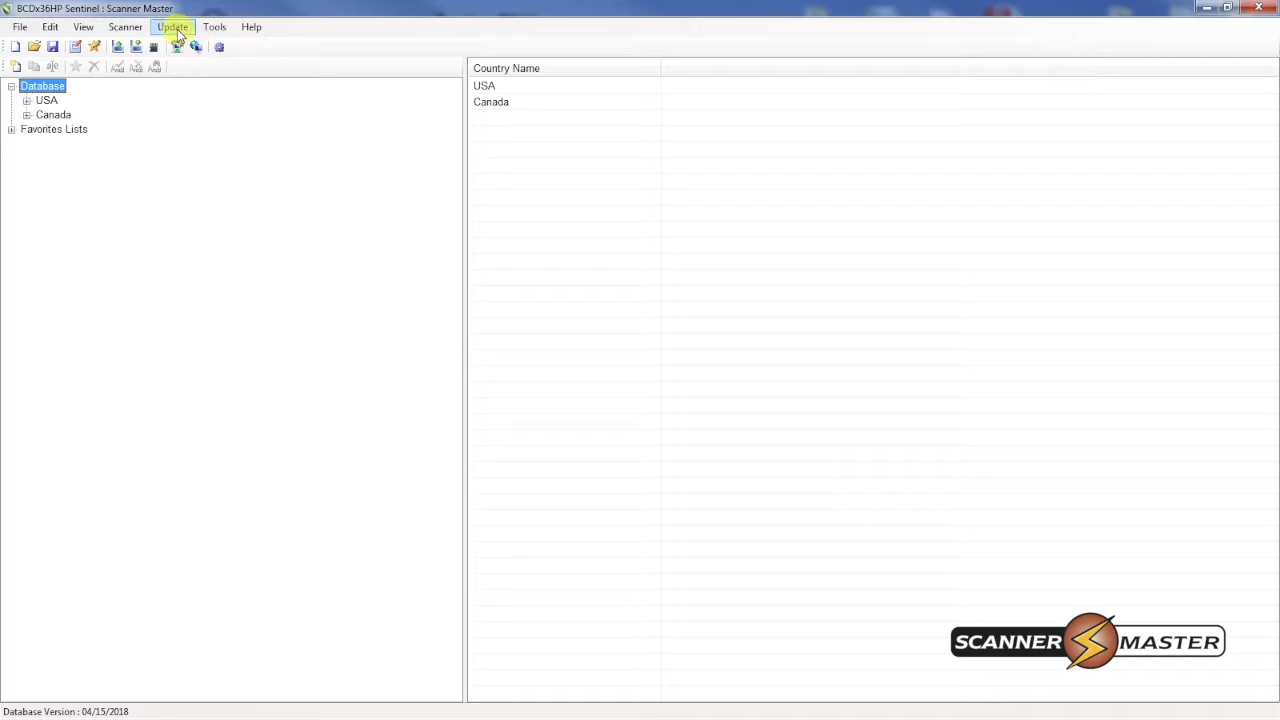 BCDx36HP Sentinel : Scanner Master
File Edit View Scanner Update Tools Help
Database
USA
Canada
Favorites Lists
Country Name
USA
Canada
SCANNER MASTER
Database Version : 04/15/2018